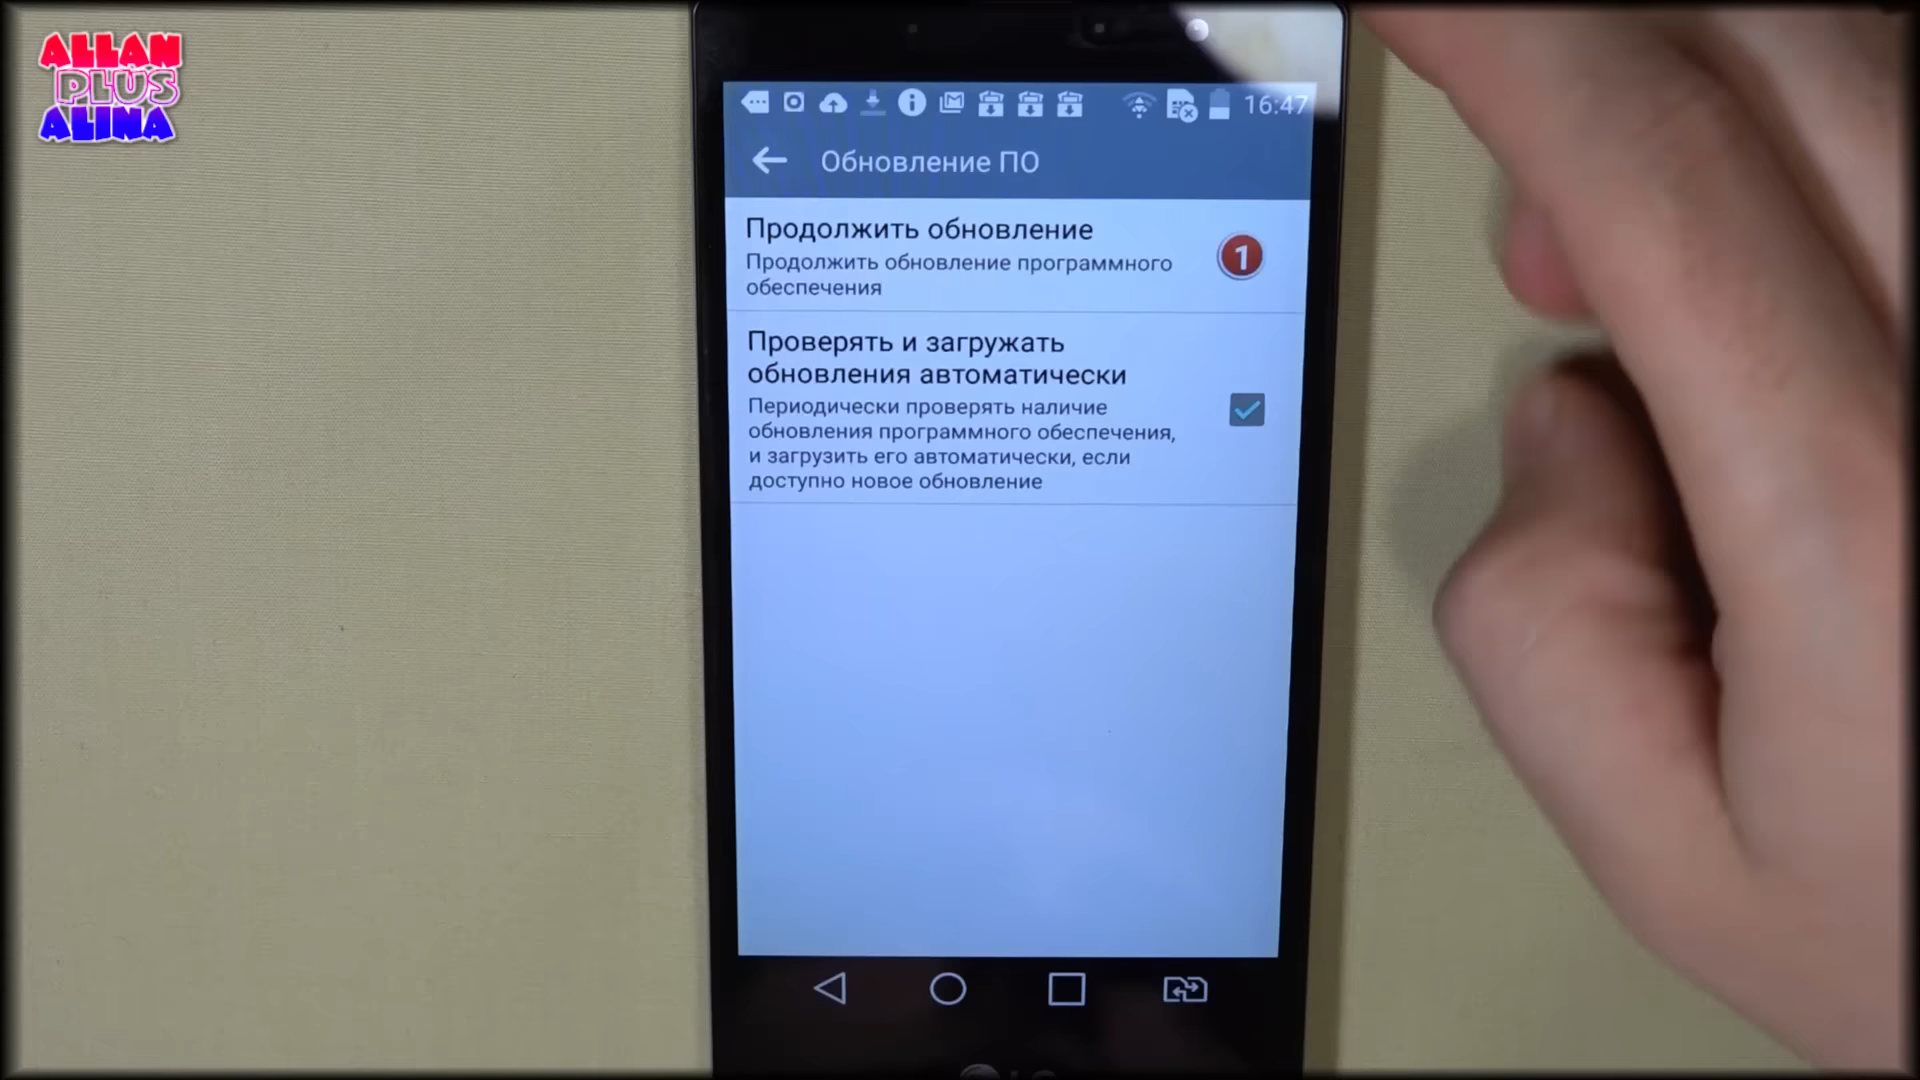 ALLAN
PLUS
ALINA
16:47
Обновление ПО
Продолжить обновление
Продолжить обновление программного
обеспечения
1
Проверять и загружать
обновления автоматически
Периодически проверять наличие
обновления программного обеспечения,
и загрузить его автоматически, если
доступно новое обновление